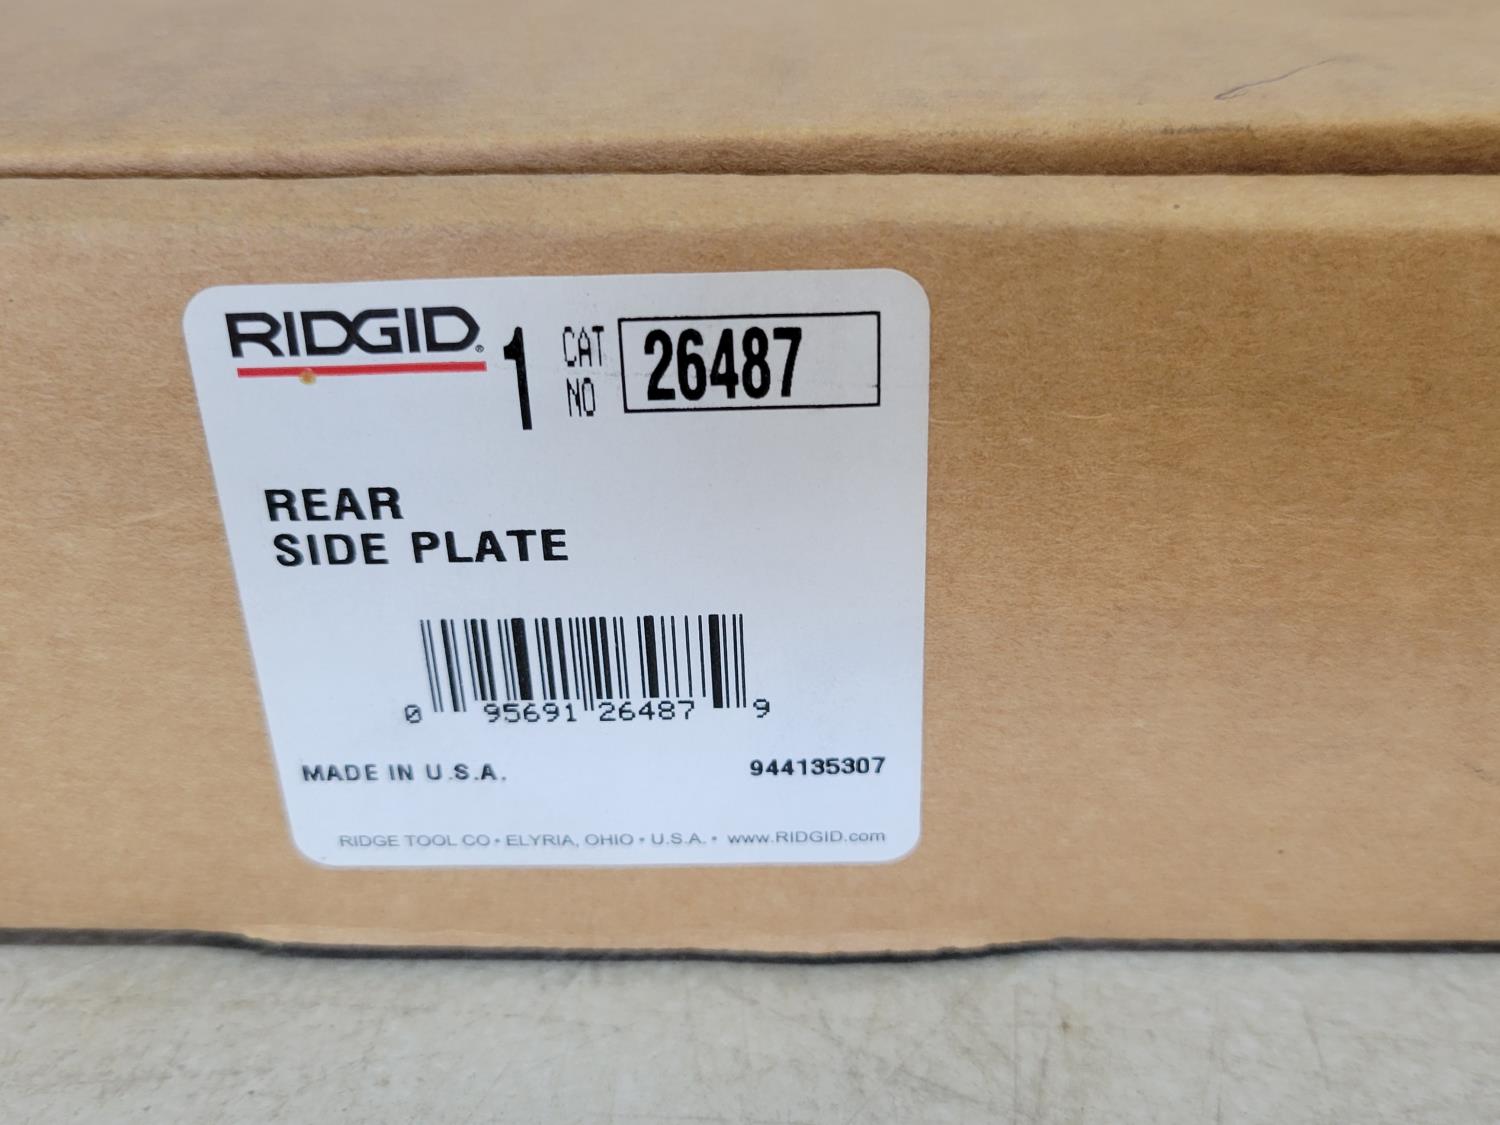 RIDGID®
1
CAT NO
26487
REAR
SIDE PLATE
0 95691 26487 9
MADE IN U.S.A.
944135307
RIDGE TOOL CO • ELYRIA, OHIO • U.S.A. • www.RIDGID.com